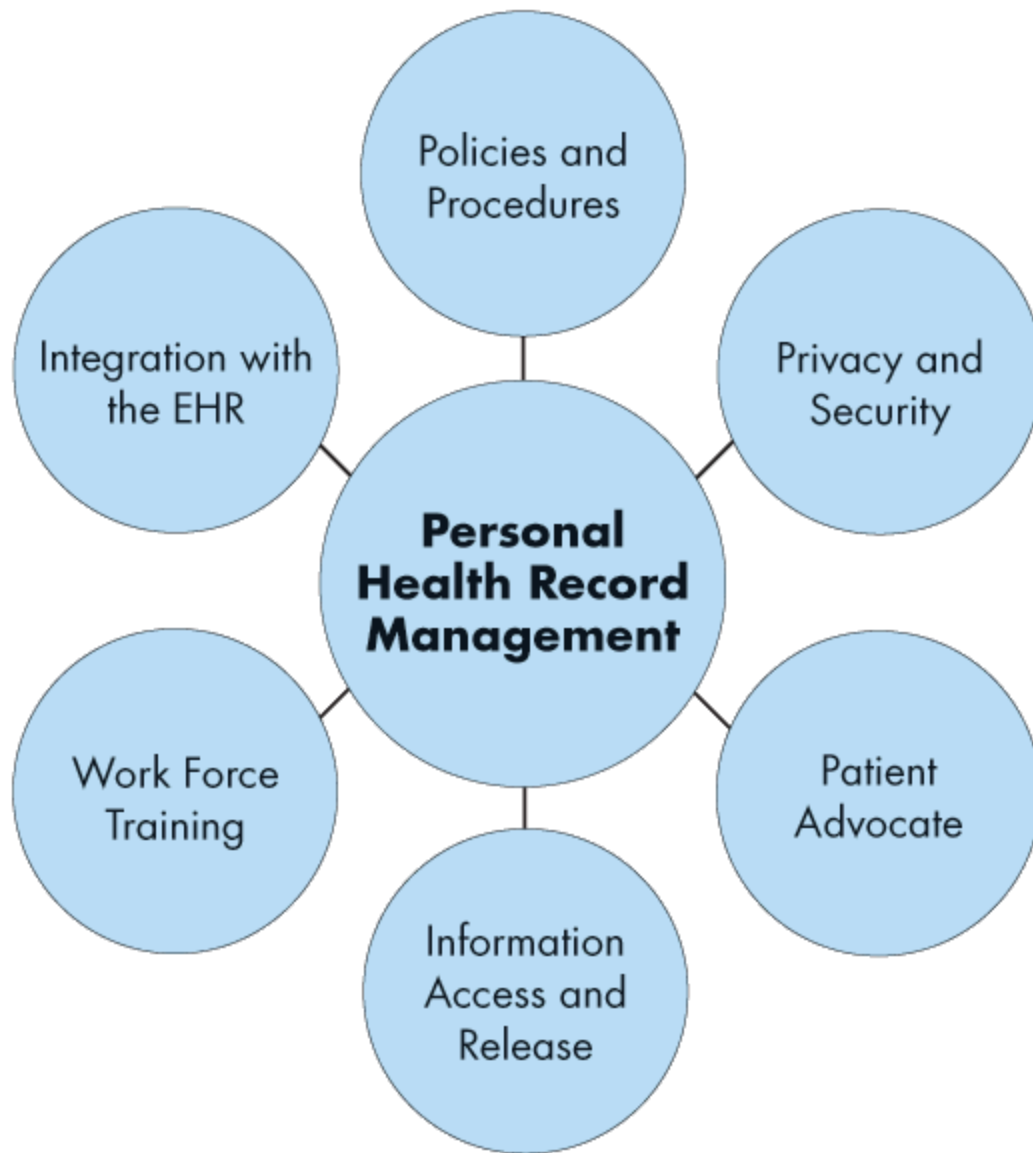 Policies and
Procedures
Integration with
the EHR
Privacy and
Security
Personal
Health Record
Management
Work Force
Training
Patient
Advocate
Information
Access and
Release